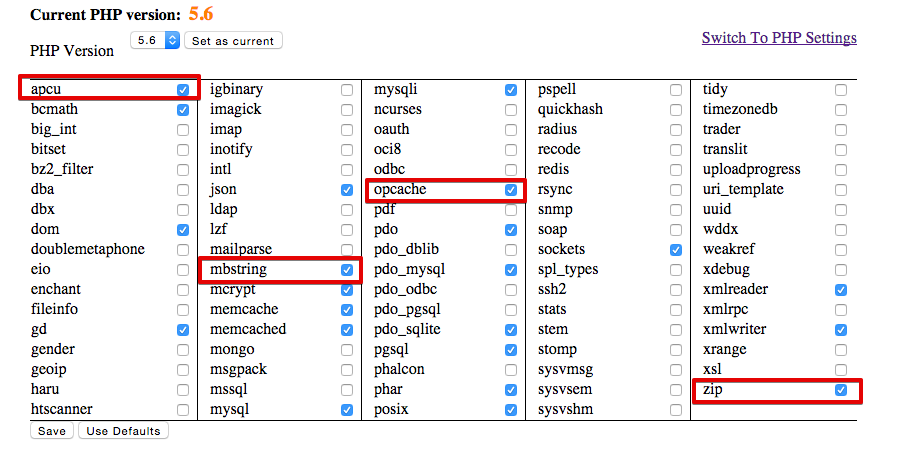 Current PHP version: 5.6
PHP Version 5.6 Set as current
Switch To PHP Settings
apcu igbinary mysqli pspell tidy
bcmath imagick ncurses quickhash timezonedb
big_int imap oauth radius trader
bitset inotify oci8 recode translit
bz2_filter intl odbc redis uploadprogress
dba json opcache rsync uri_template
dbx ldap pdf snmp uuid
dom lzf pdo soap wddx
doublemetaphone mailparse pdo_dblib sockets weakref
eio mbstring pdo_mysql spl_types xdebug
enchant mcrypt pdo_odbc ssh2 xmlreader
fileinfo memcache pdo_pgsql stats xmlrpc
gd memcached pdo_sqlite stem xmlwriter
gender mongo pgsql stomp xrange
geoip msgpack phalcon sysvmsg xsl
haru mssql phar sysvsem zip
htscanner mysql posix sysvshm
Save Use Defaults